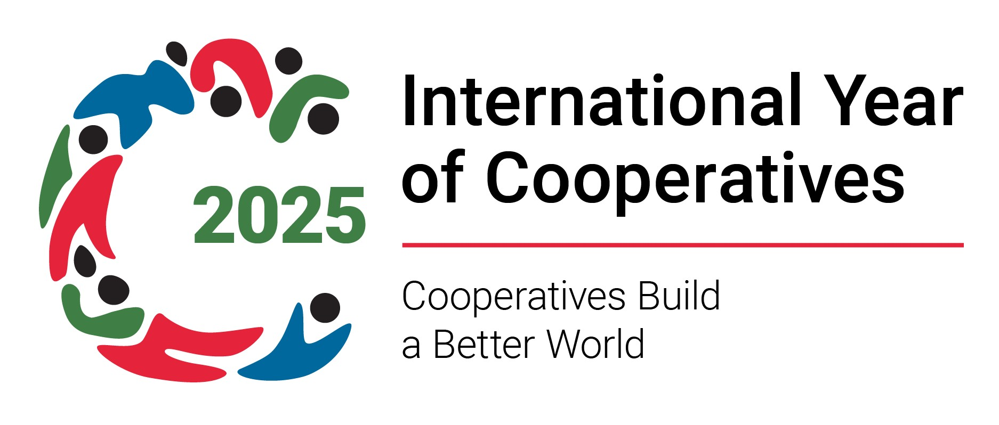 2025
International Year
of Cooperatives
Cooperatives Build
a Better World